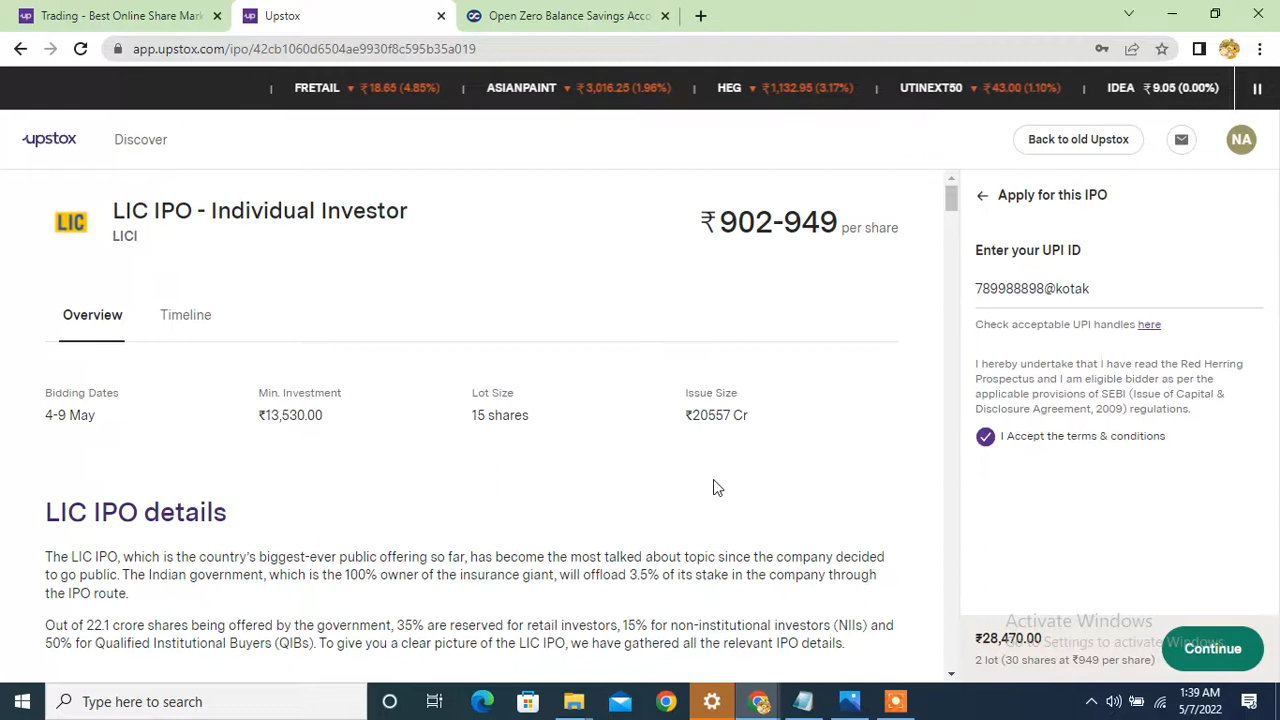 Trading - Best Online Share Mark
Upstox
Open Zero Balance Savings Acco
app.upstox.com/ipo/42cb1060d6504ae9930f8c595b35a019
FRETAIL ▼ ₹18.65 (4.85%) | ASIANPAINT ▼ ₹3,016.25 (1.96%) | HEG ▼ ₹1,132.95 (3.17%) | UTINEXT50 ▼ ₹43.00 (1.10%) | IDEA ₹9.05 (0.00%)
upstox
Discover
Back to old Upstox
NA
LIC
LIC IPO - Individual Investor
LICI
₹902-949 per share
Overview
Timeline
Bidding Dates
4-9 May
Min. Investment
₹13,530.00
Lot Size
15 shares
Issue Size
₹20557 Cr
LIC IPO details
The LIC IPO, which is the country's biggest-ever public offering so far, has become the most talked about topic since the company decided
to go public. The Indian government, which is the 100% owner of the insurance giant, will offload 3.5% of its stake in the company through
the IPO route.
Out of 22.1 crore shares being offered by the government, 35% are reserved for retail investors, 15% for non-institutional investors (NIIs) and
50% for Qualified Institutional Buyers (QIBs). To give you a clear picture of the LIC IPO, we have gathered all the relevant IPO details.
← Apply for this IPO
Enter your UPI ID
789988898@kotak
Check acceptable UPI handles here
I hereby undertake that I have read the Red Herring
Prospectus and I am eligible bidder as per the
applicable provisions of SEBI (Issue of Capital &
Disclosure Agreement, 2009) regulations.
I Accept the terms & conditions
Activate Windows
Go to Settings to activate Windows.
₹28,470.00
2 lot (30 shares at ₹949 per share)
Continue
Type here to search
1:39 AM
5/7/2022